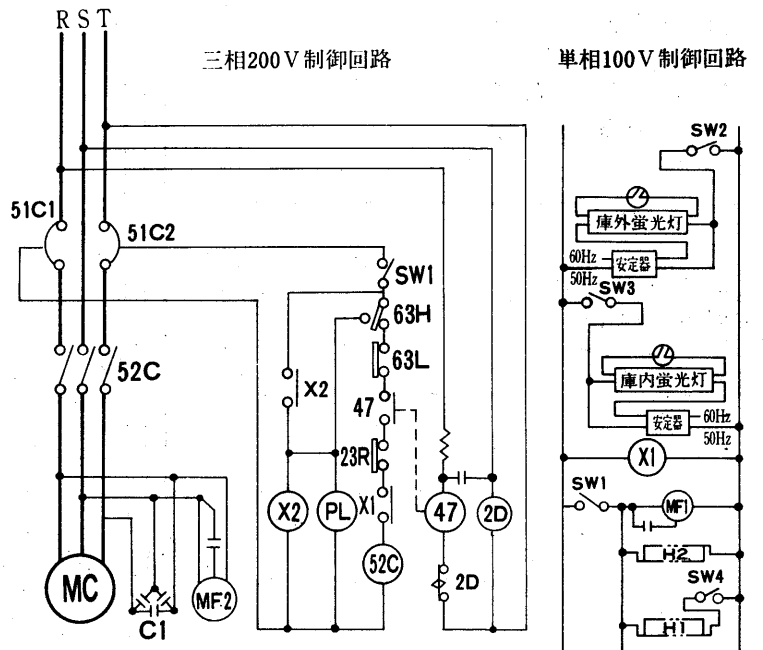 R S T
三相200V制御回路
単相100V制御回路
SW2
51C1
51C2
庫外蛍光灯
60Hz
安定器
50Hz
SW1
SW3
63H
63L
52C
X2
47
庫内蛍光灯
安定器
60Hz
50Hz
23R
X1
X1
SW1
X2
PL
47
2D
MF1
52C
2D
H2
MC
MF2
SW4
C1
H1